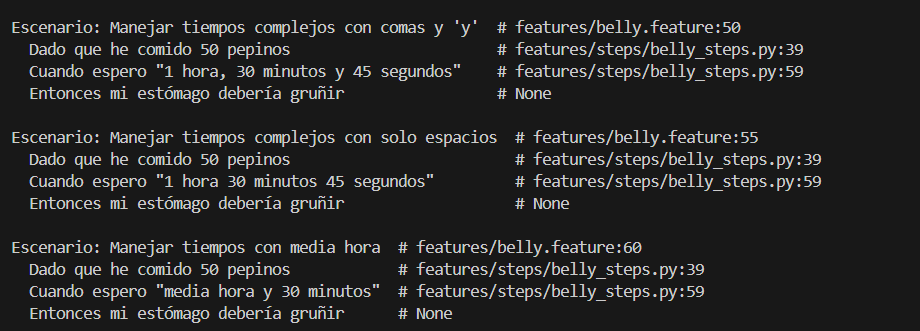 Escenario: Manejar tiempos complejos con comas y 'y'  # features/belly.feature:50
  Dado que he comido 50 pepinos                       # features/steps/belly_steps.py:39
  Cuando espero "1 hora, 30 minutos y 45 segundos"    # features/steps/belly_steps.py:59
  Entonces mi estómago debería gruñir                 # None
Escenario: Manejar tiempos complejos con solo espacios  # features/belly.feature:55
  Dado que he comido 50 pepinos                         # features/steps/belly_steps.py:39
  Cuando espero "1 hora 30 minutos 45 segundos"         # features/steps/belly_steps.py:59
  Entonces mi estómago debería gruñir                   # None
Escenario: Manejar tiempos con media hora  # features/belly.feature:60
  Dado que he comido 50 pepinos            # features/steps/belly_steps.py:39
  Cuando espero "media hora y 30 minutos"  # features/steps/belly_steps.py:59
  Entonces mi estómago debería gruñir      # None